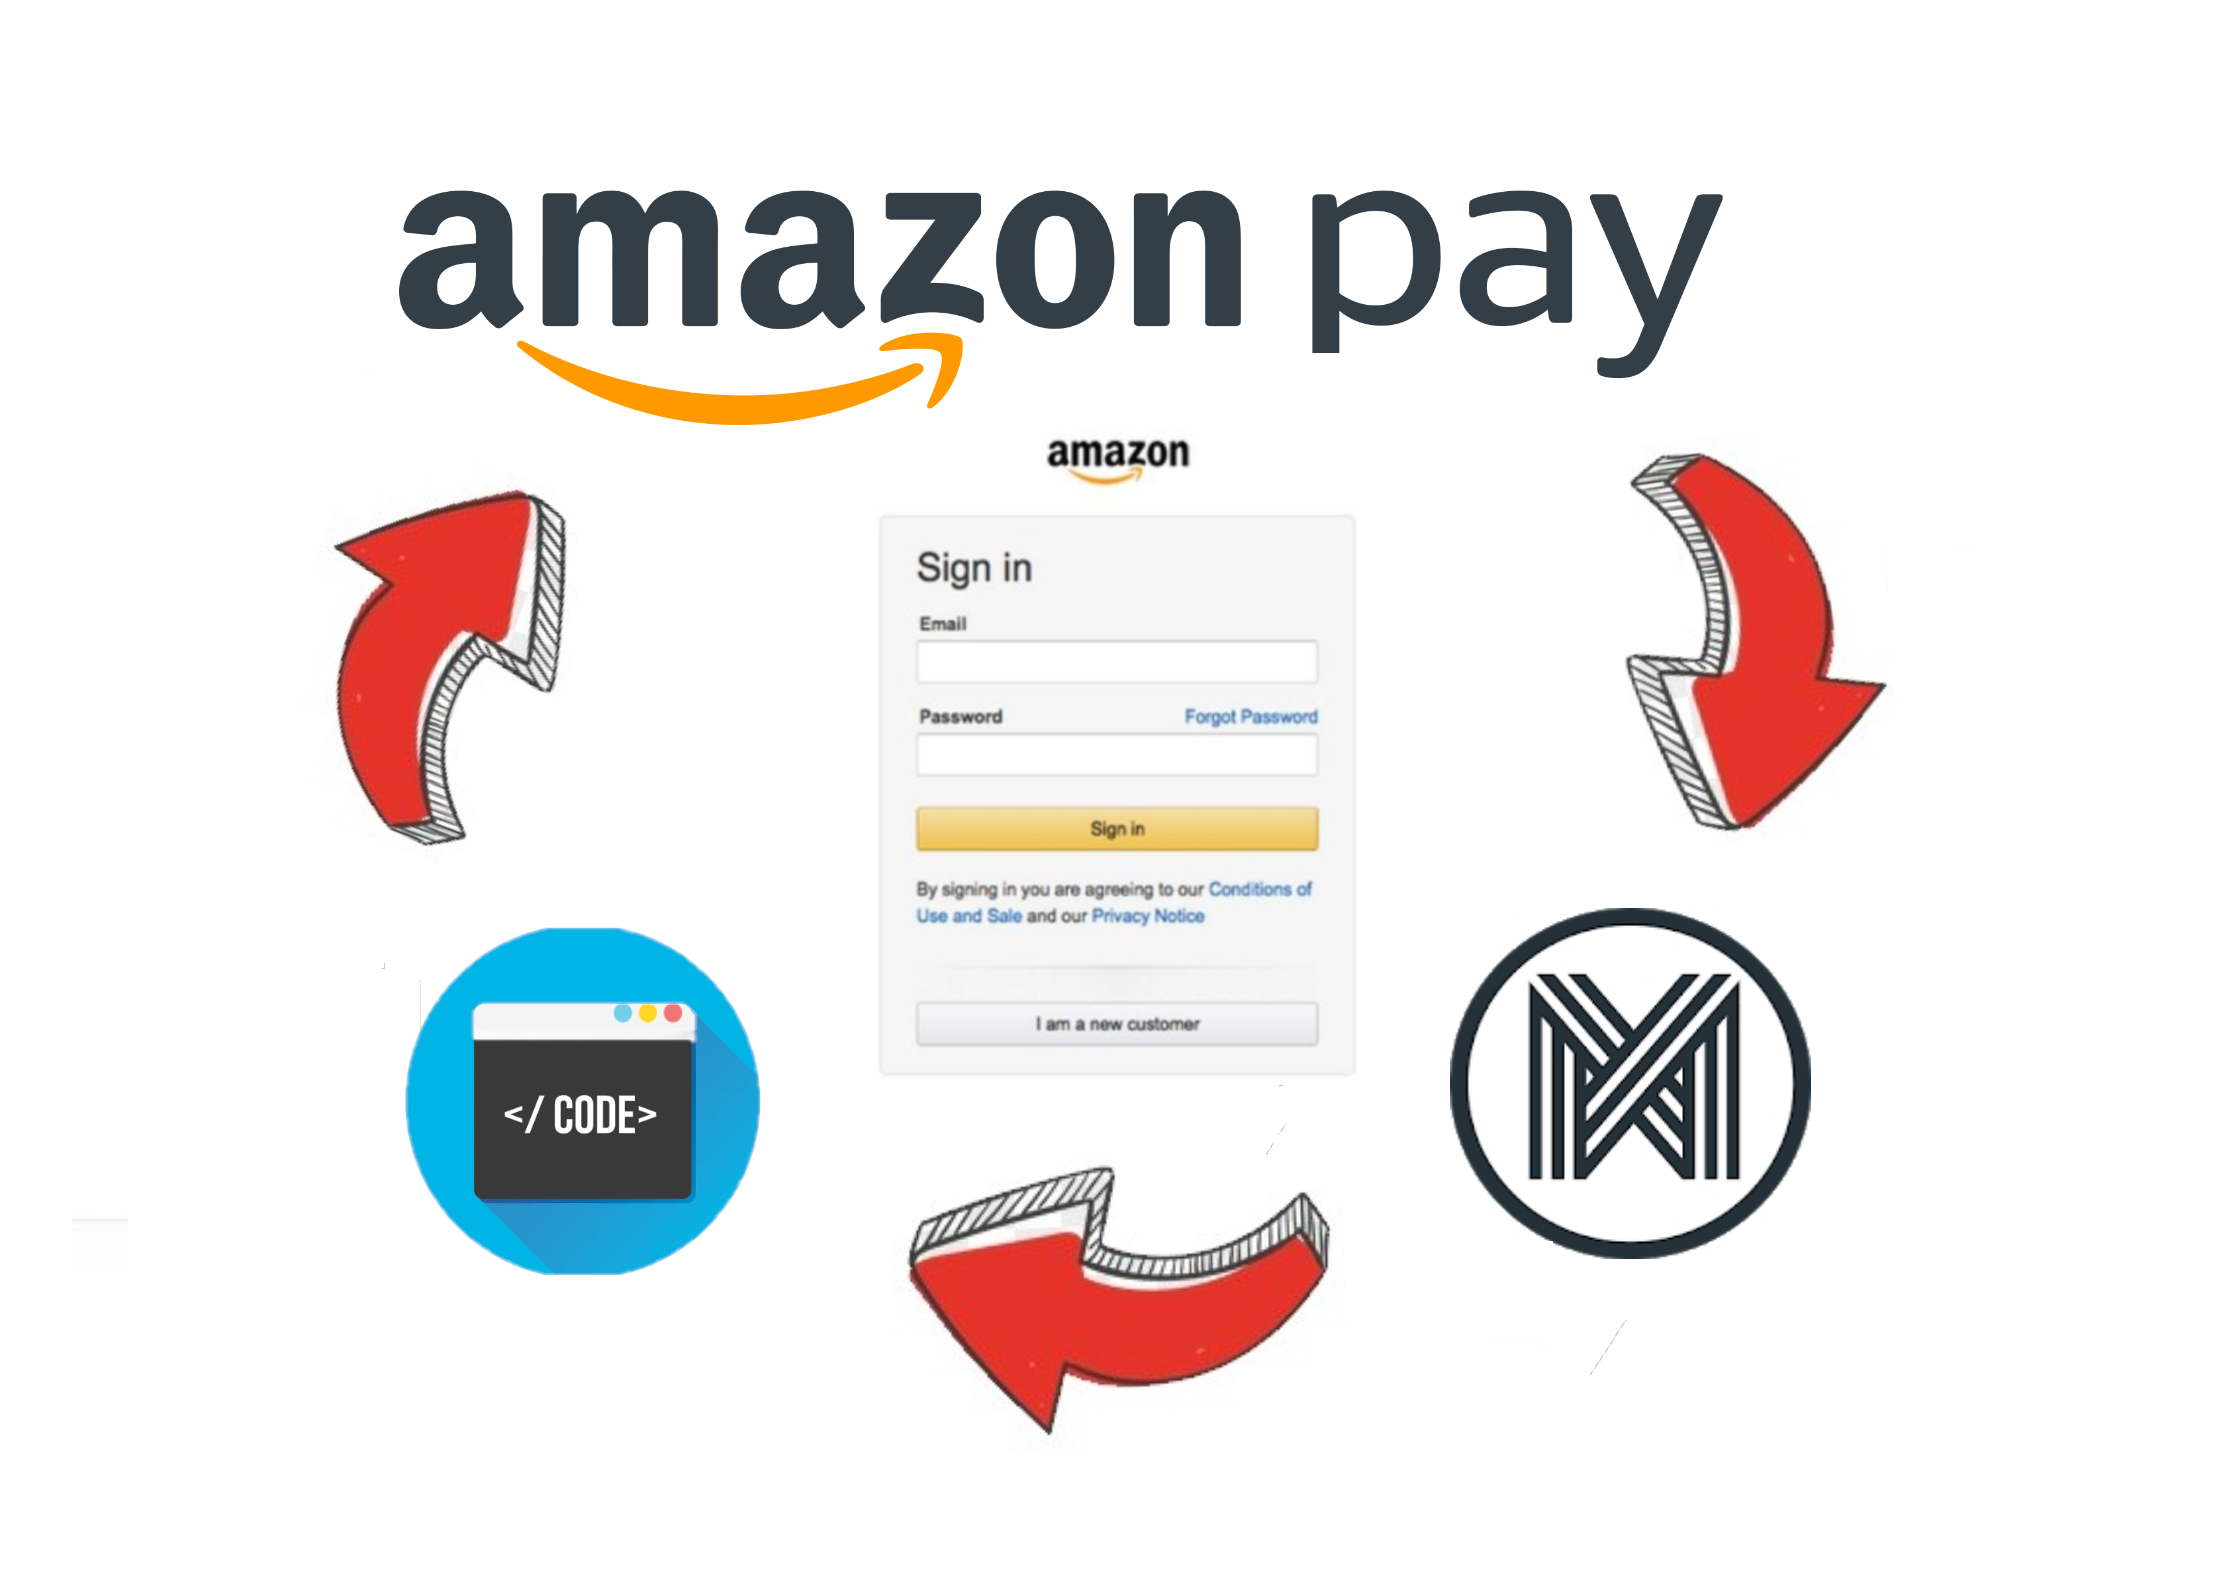 amazon pay
amazon
Sign in
Email
Password Forgot Password
Sign in
By signing in you are agreeing to our Conditions of
Use and Sale and our Privacy Notice
I am a new customer
</ CODE>